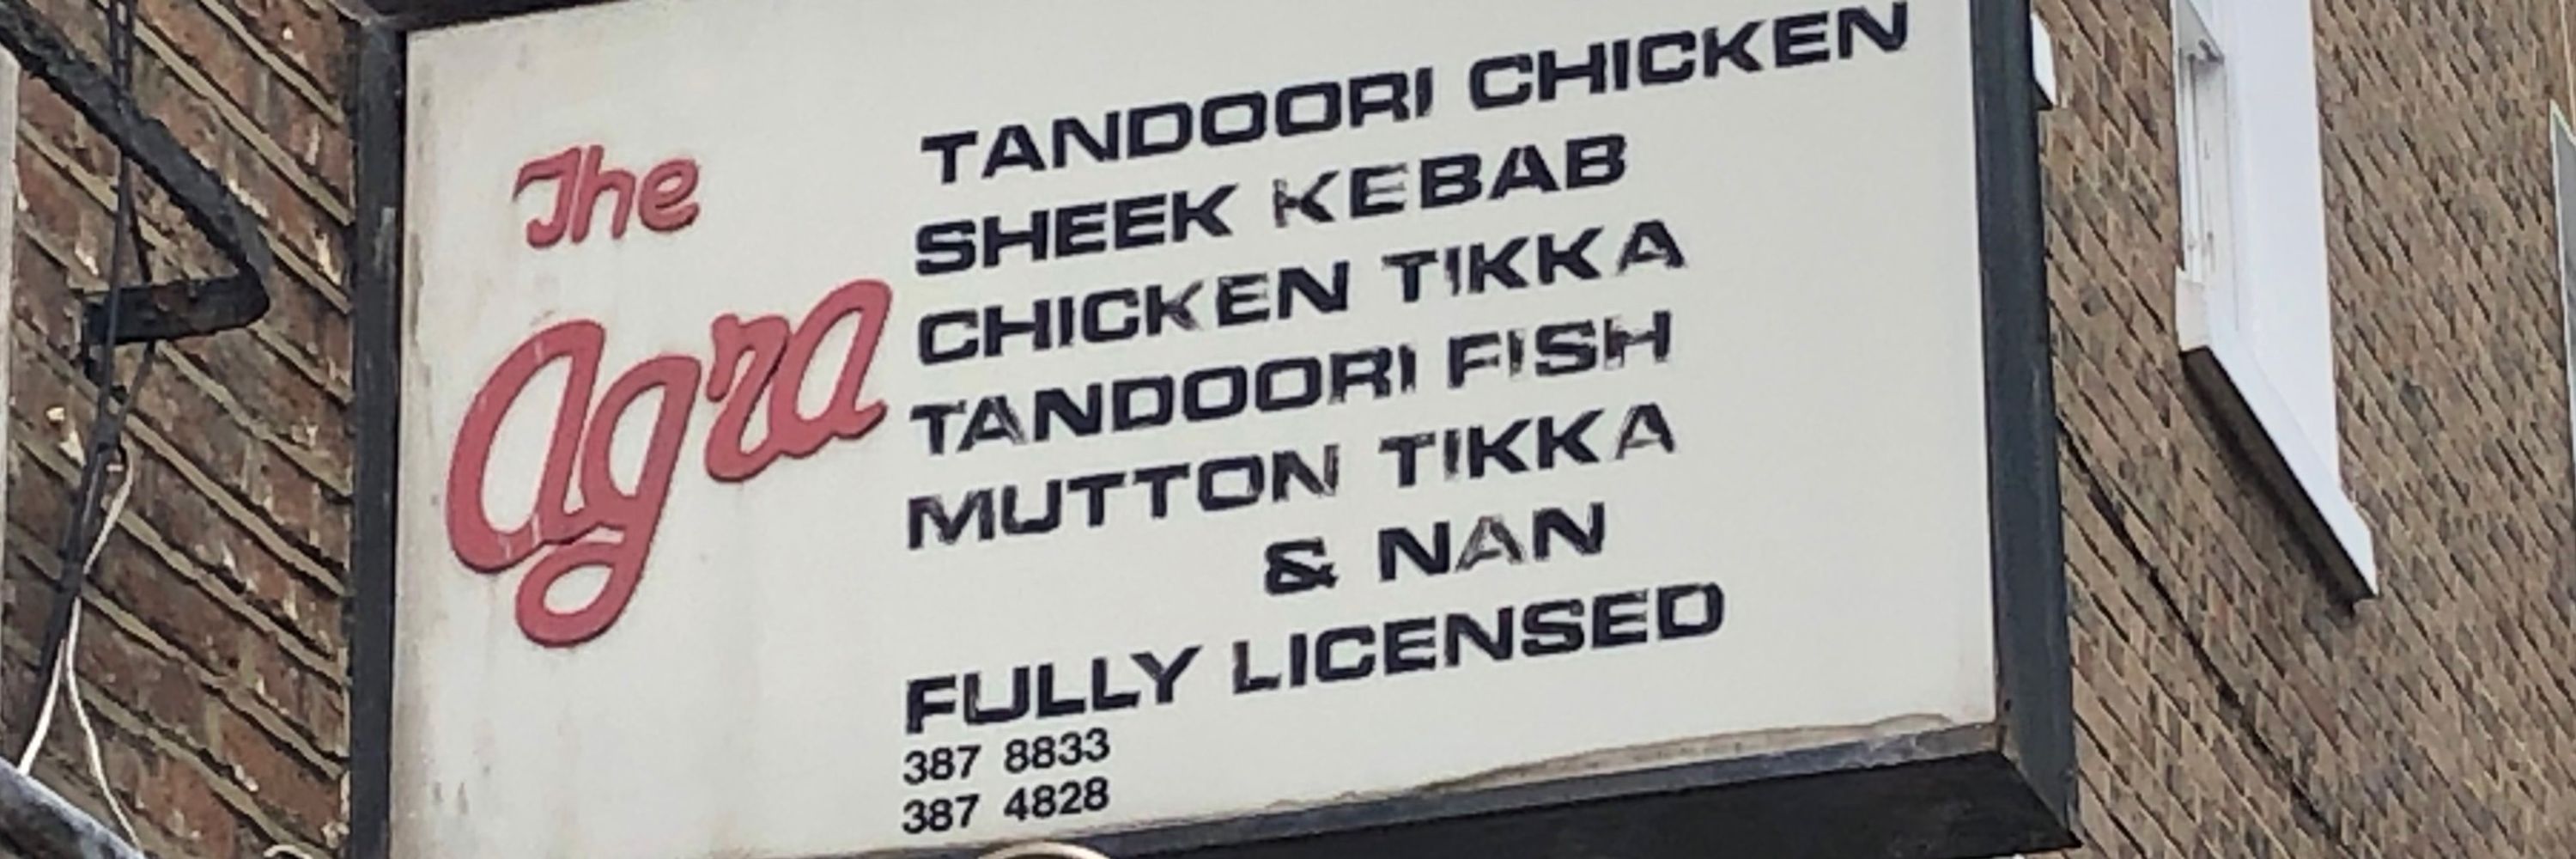 The
Agra
TANDOORI CHICKEN
SHEEK KEBAB
CHICKEN TIKKA
TANDOORI FISH
MUTTON TIKKA
& NAN
FULLY LICENSED
387 8833
387 4828